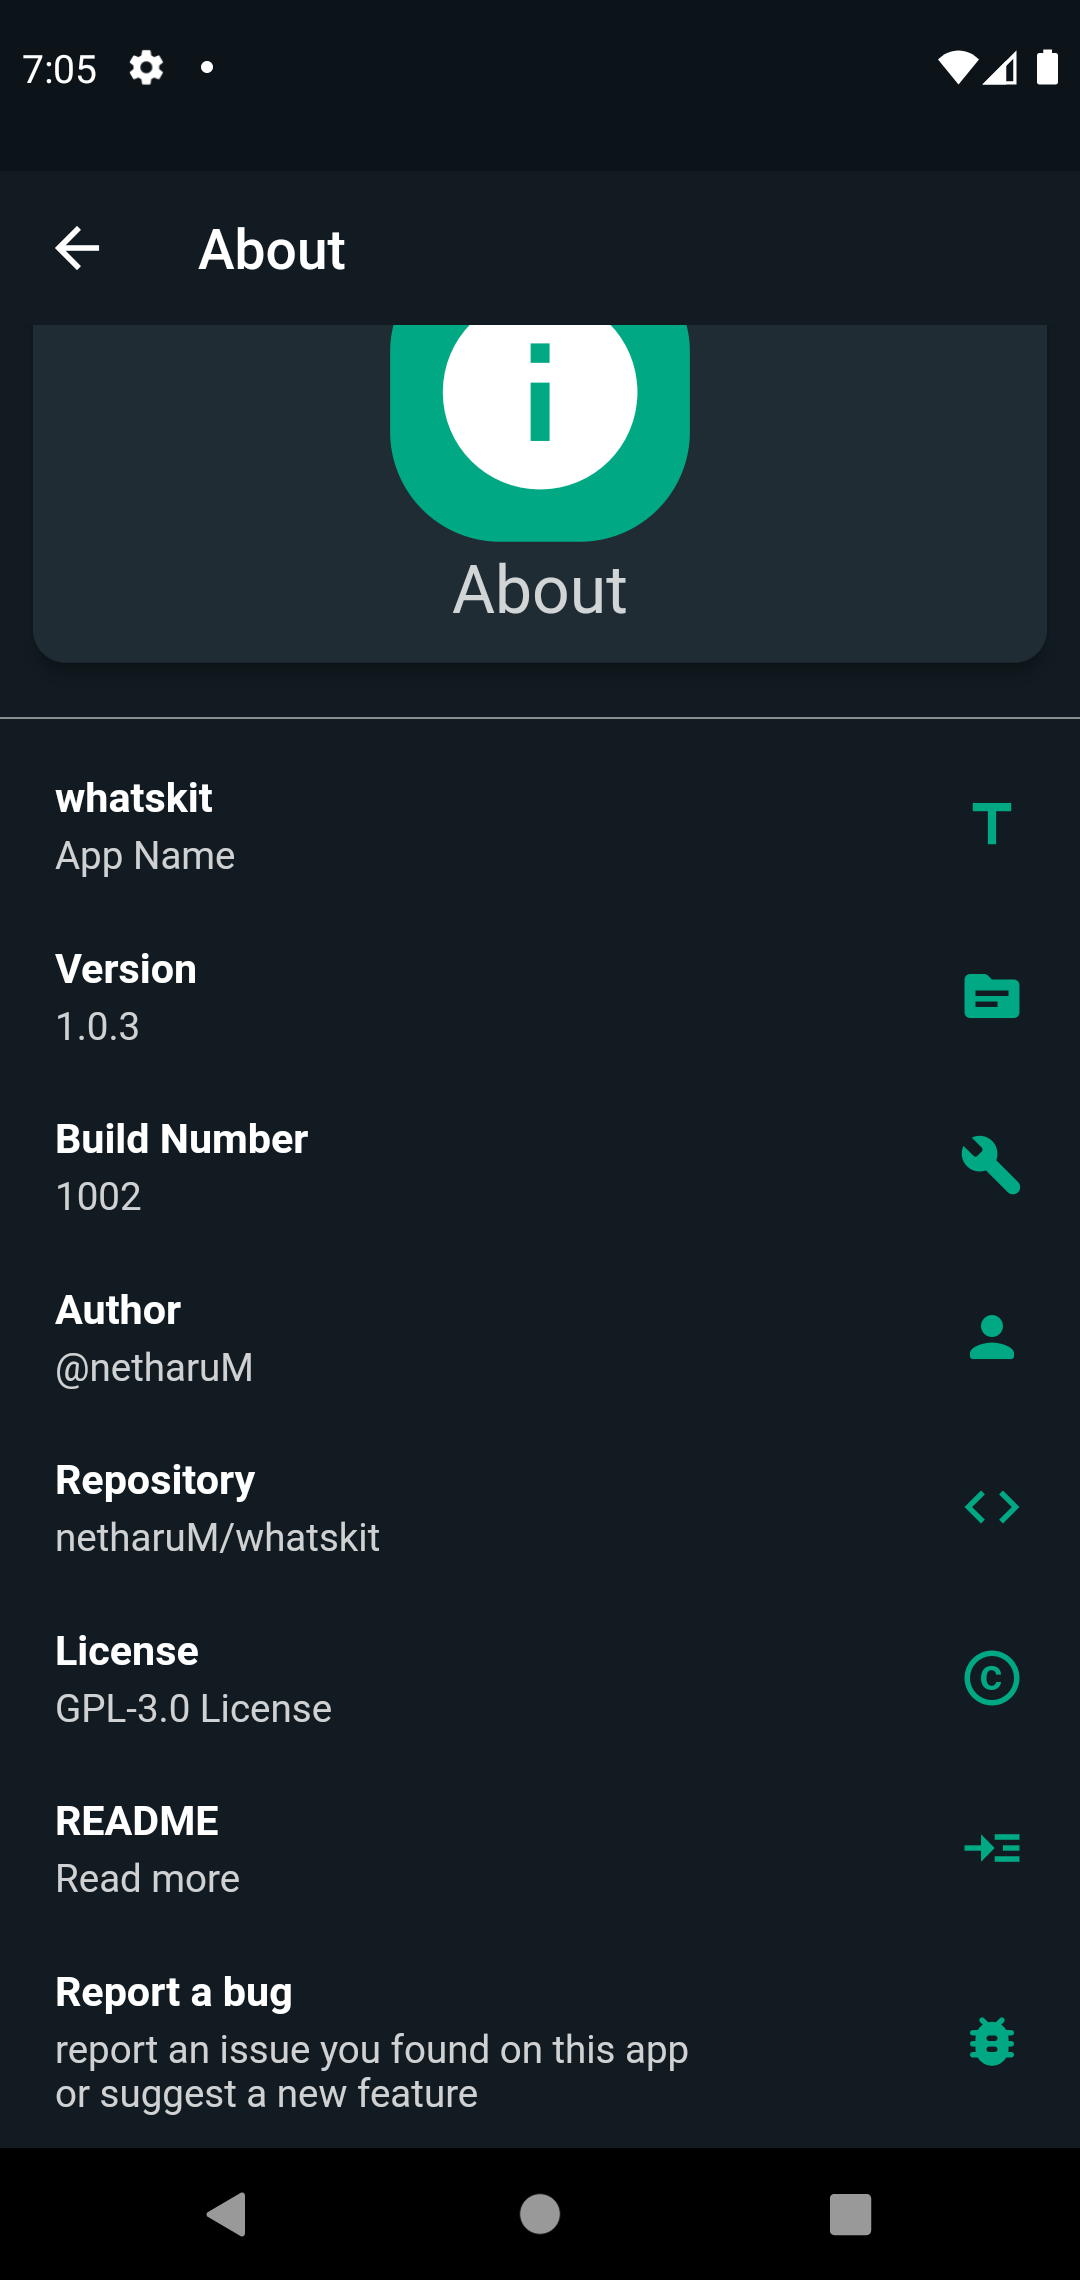 7:05
About
i
About
whatskit
App Name
Version
1.0.3
Build Number
1002
Author
@netharuM
Repository
netharuM/whatskit
License
GPL-3.0 License
C
README
Read more
Report a bug
report an issue you found on this app
or suggest a new feature